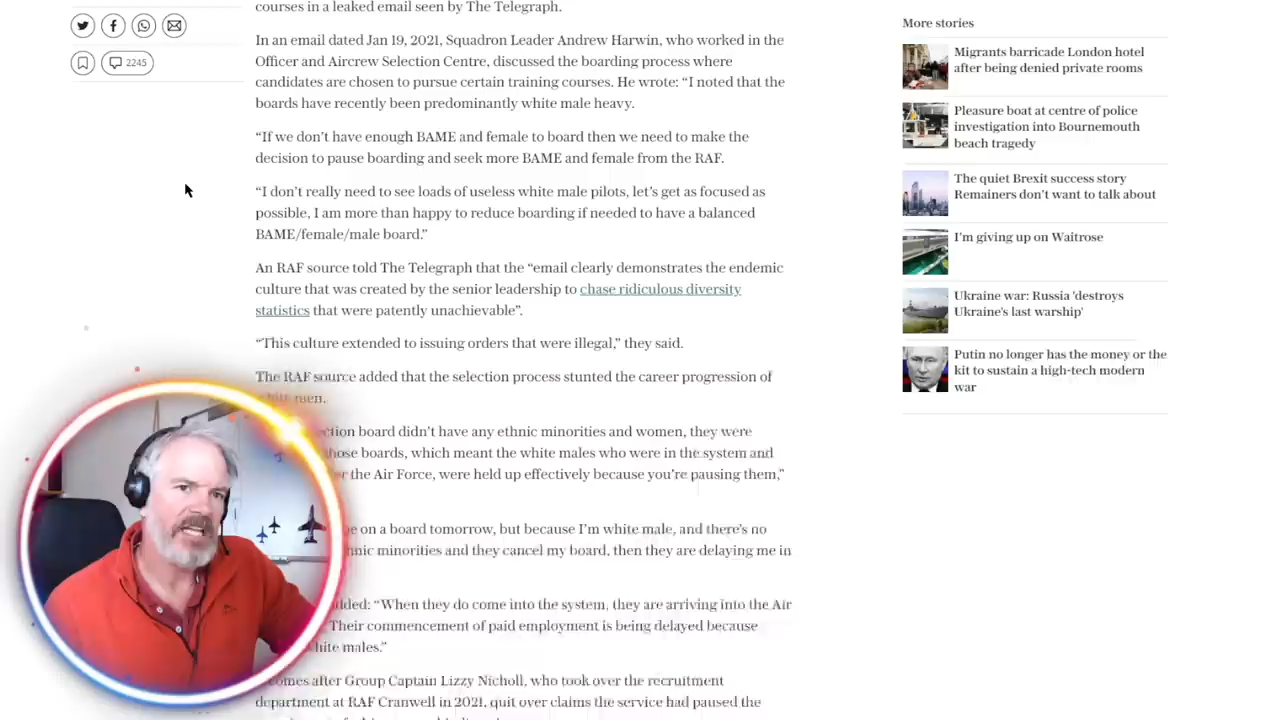 courses in a leaked email seen by The Telegraph.
2245
In an email dated Jan 19, 2021, Squadron Leader Andrew Harwin, who worked in the
Officer and Aircrew Selection Centre, discussed the boarding process where
candidates are chosen to pursue certain training courses. He wrote: “I noted that the
boards have recently been predominantly white male heavy.
“If we don’t have enough BAME and female to board then we need to make the
decision to pause boarding and seek more BAME and female from the RAF.
“I don’t really need to see loads of useless white male pilots, let’s get as focused as
possible, I am more than happy to reduce boarding if needed to have a balanced
BAME/female/male board.”
An RAF source told The Telegraph that the “email clearly demonstrates the endemic
culture that was created by the senior leadership to chase ridiculous diversity
statistics that were patently unachievable”.
“This culture extended to issuing orders that were illegal,” they said.
The RAF source added that the selection process stunted the career progression of
white men.
ction board didn’t have any ethnic minorities and women, they were
hose boards, which meant the white males who were in the system and
r the Air Force, were held up effectively because you’re pausing them,”
e on a board tomorrow, but because I’m white male, and there’s no
nic minorities and they cancel my board, then they are delaying me in
dded: “When they do come into the system, they are arriving into the Air
Their commencement of paid employment is being delayed because
hite males.”
comes after Group Captain Lizzy Nicholl, who took over the recruitment
department at RAF Cranwell in 2021, quit over claims the service had paused the
More stories
Migrants barricade London hotel
after being denied private rooms
Pleasure boat at centre of police
investigation into Bournemouth
beach tragedy
The quiet Brexit success story
Remainers don’t want to talk about
I’m giving up on Waitrose
Ukraine war: Russia 'destroys
Ukraine's last warship'
Putin no longer has the money or the
kit to sustain a high-tech modern
war